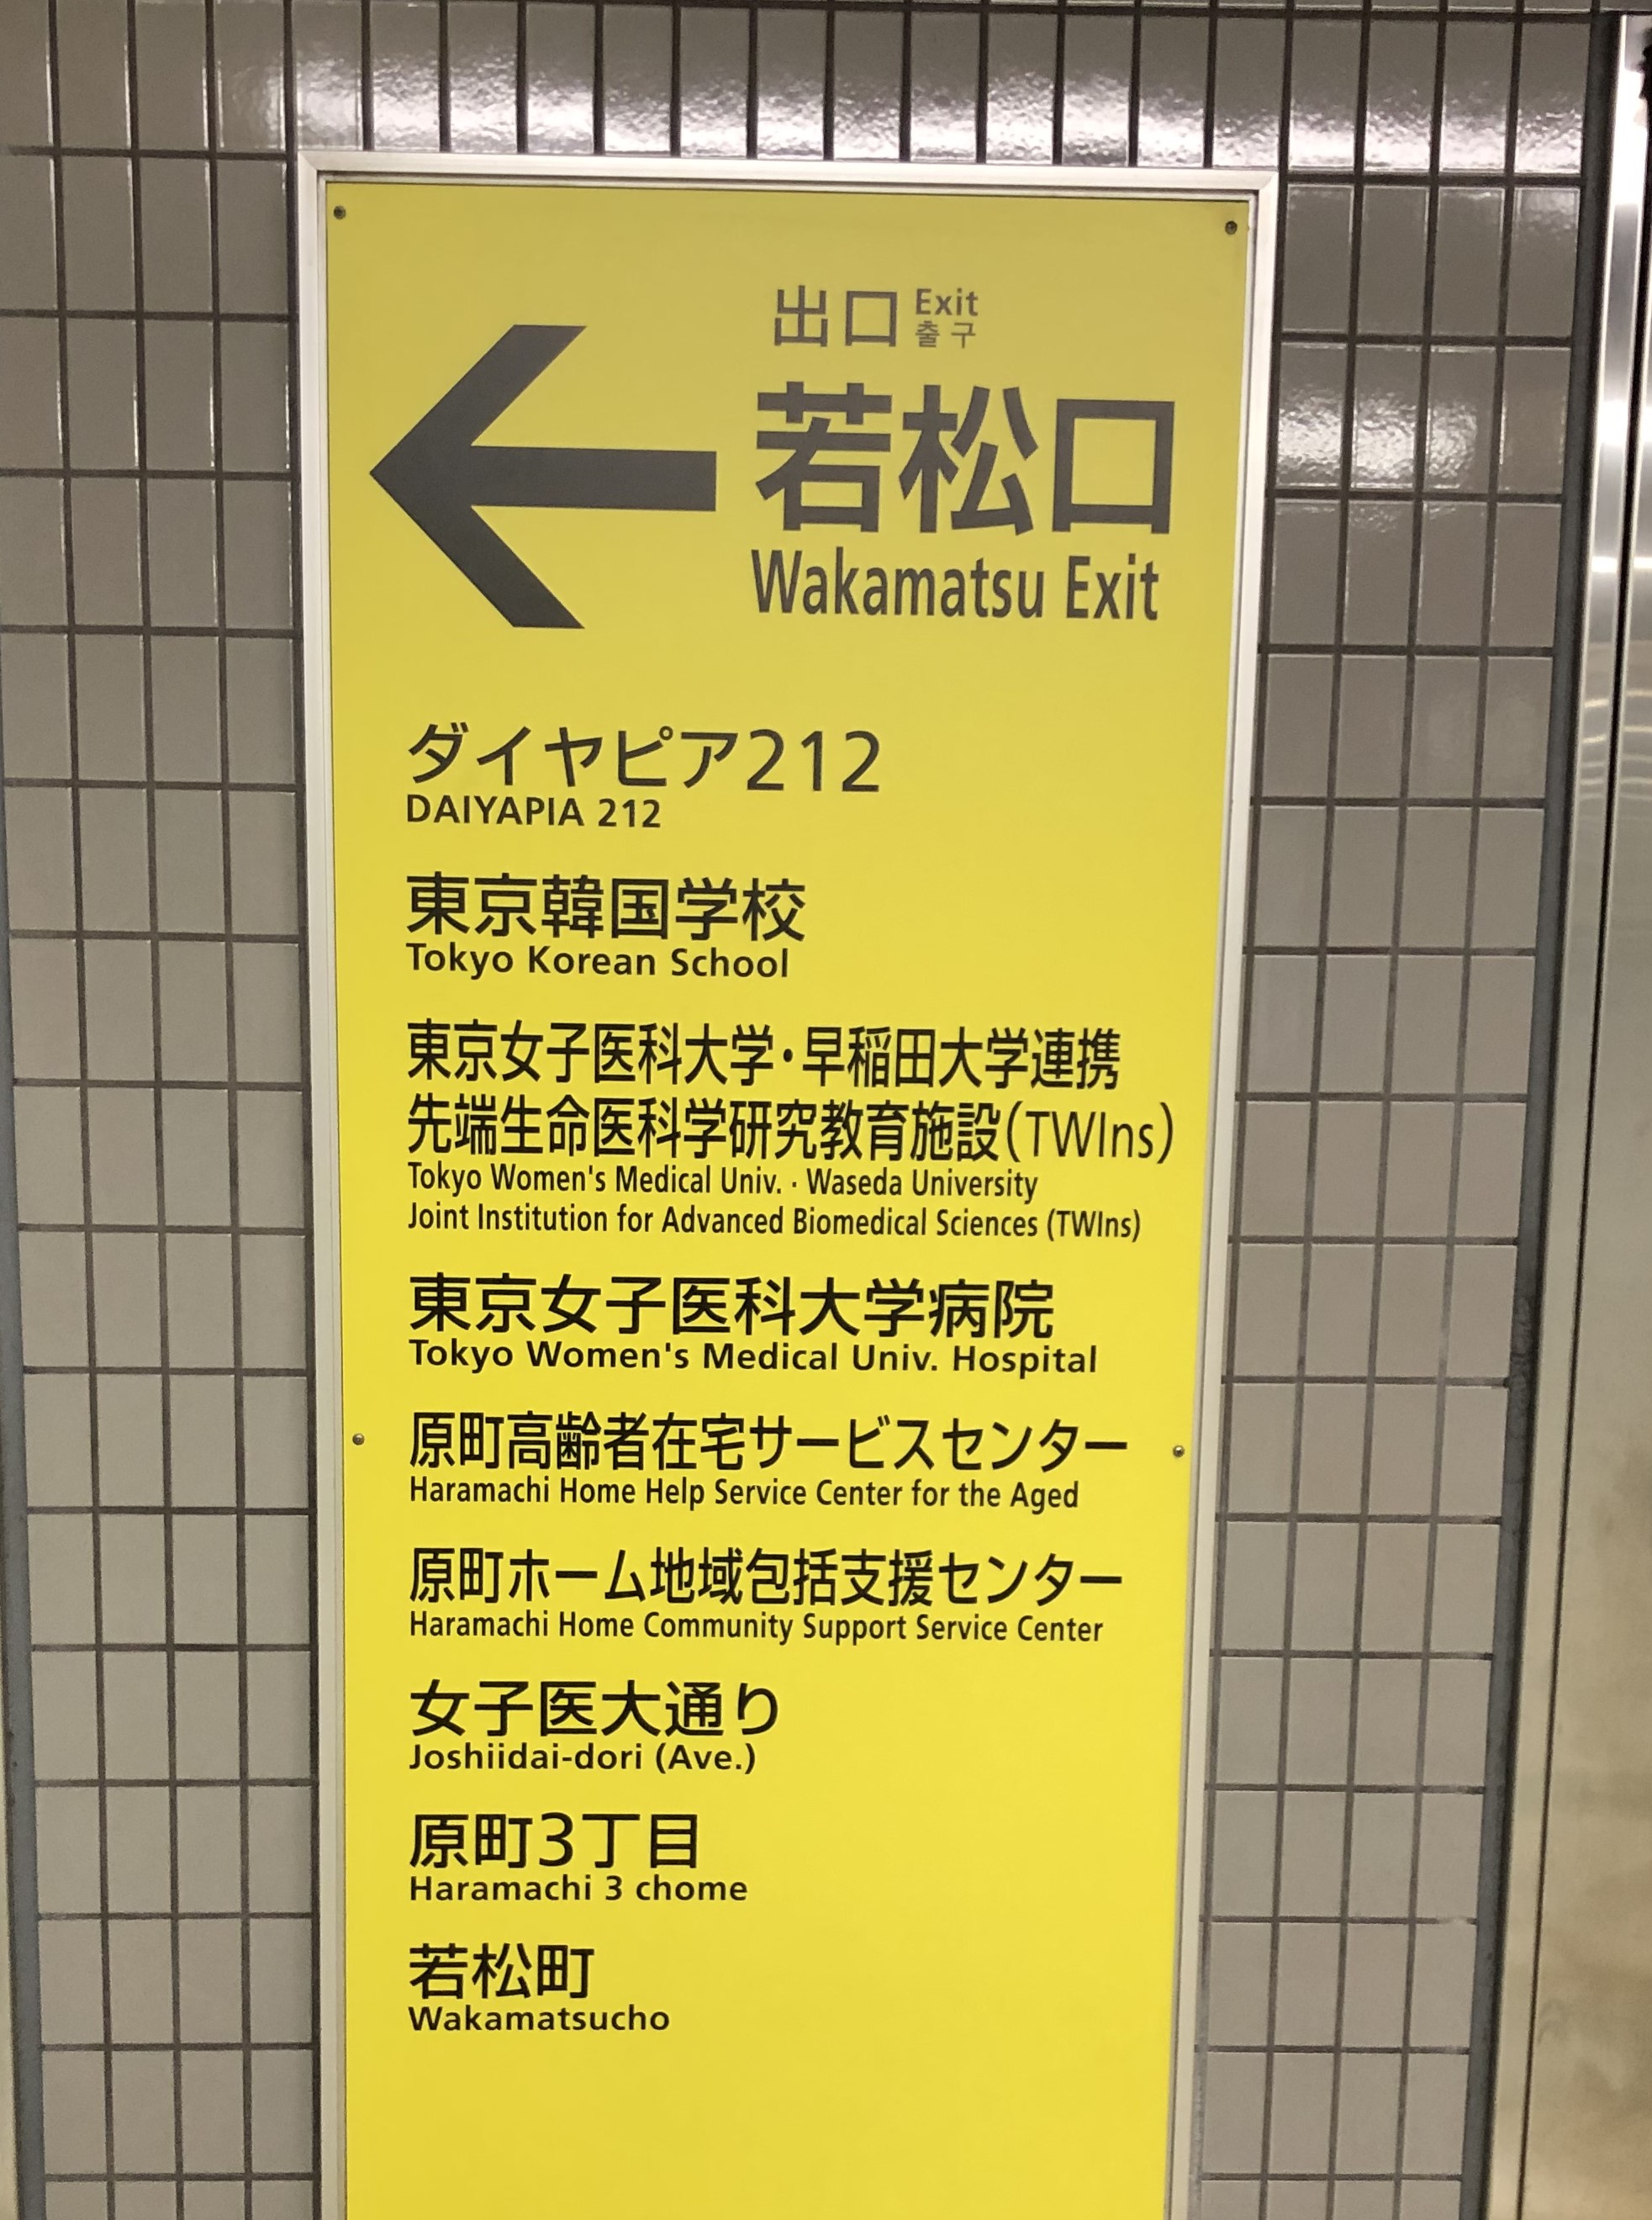 出口 Exit
출구
若松口
Wakamatsu Exit
ダイヤピア212
DAIYAPIA 212
東京韓国学校
Tokyo Korean School
東京女子医科大学・早稲田大学連携
先端生命医科学研究教育施設(TWIns)
Tokyo Women's Medical Univ. · Waseda University
Joint Institution for Advanced Biomedical Sciences (TWIns)
東京女子医科大学病院
Tokyo Women's Medical Univ. Hospital
原町高齢者在宅サービスセンター
Haramachi Home Help Service Center for the Aged
原町ホーム地域包括支援センター
Haramachi Home Community Support Service Center
女子医大通り
Joshiidai-dori (Ave.)
原町3丁目
Haramachi 3 chome
若松町
Wakamatsucho